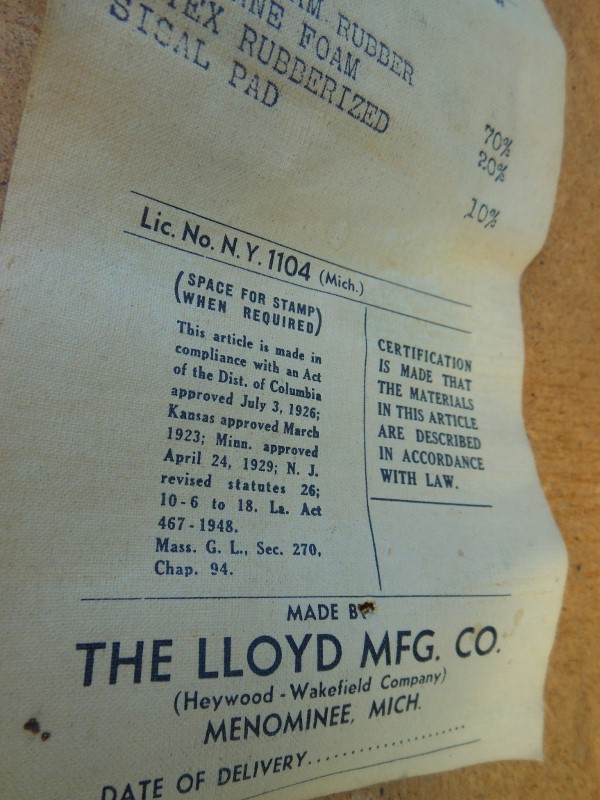 RUBBER
FOAM
RUBBERIZED
SISAL PAD
70%
20%
10%
Lic. No. N. Y. 1104 (Mich.)
(SPACE FOR STAMP
WHEN REQUIRED)
This article is made in
compliance with an Act
of the Dist. of Columbia
approved July 3, 1926;
Kansas approved March
1923; Minn. approved
April 24, 1929; N. J.
revised statutes 26;
10-6 to 18. La. Act
467-1948.
Mass. G. L., Sec. 270,
Chap. 94.
CERTIFICATION
IS MADE THAT
THE MATERIALS
IN THIS ARTICLE
ARE DESCRIBED
IN ACCORDANCE
WITH LAW.
MADE BY
THE LLOYD MFG. CO.
(Heywood-Wakefield Company)
MENOMINEE, MICH.
DATE OF DELIVERY....................